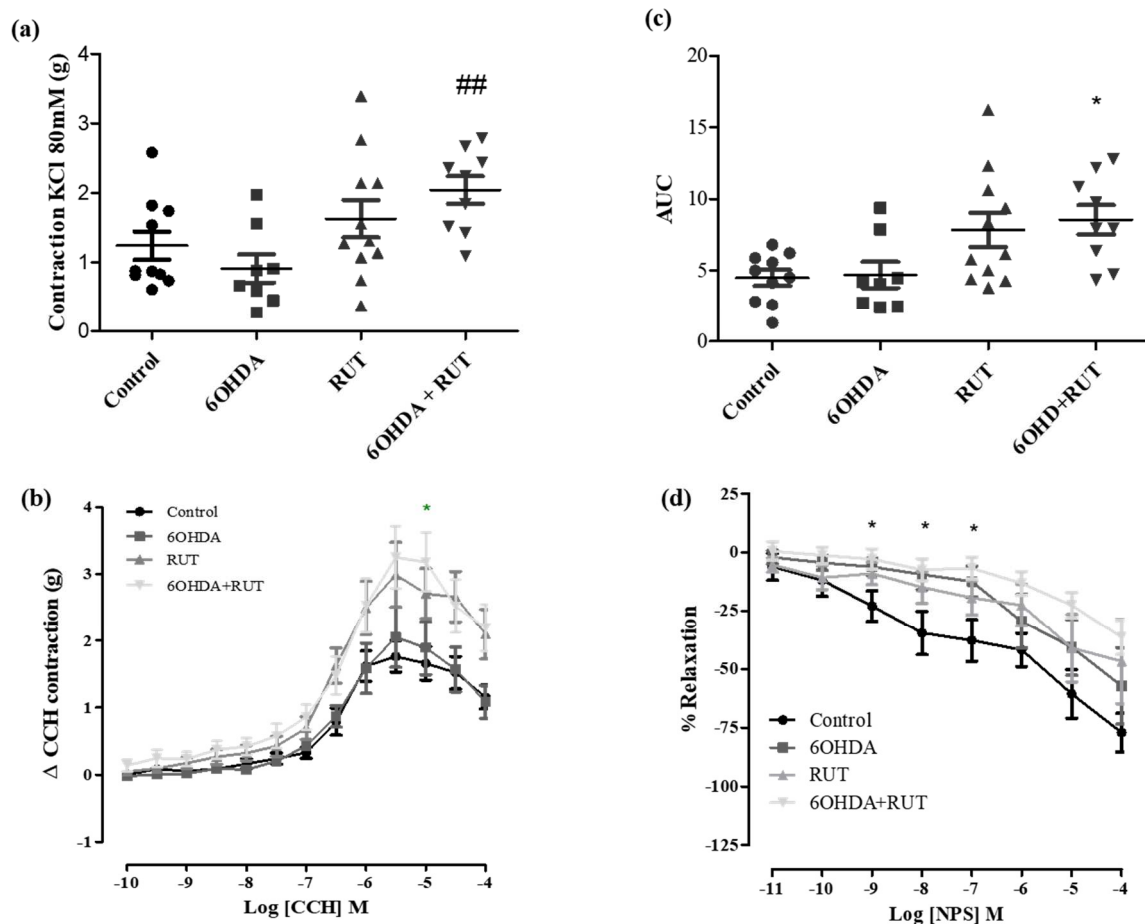 (a)
Contraction KCl 80mM (g)
4
3
2
1
0
##
Control
6OHDA
RUT
6OHDA + RUT
(c)
AUC
20
15
10
5
0
*
Control
6OHDA
RUT
6OHD+RUT
(b)
Δ CCH contraction (g)
4
3
2
1
0
-1
Control
6OHDA
RUT
6OHDA+RUT
*
-10 -9 -8 -7 -6 -5 -4
Log [CCH] M
(d)
% Relaxation
25
0
-25
-50
-75
-100
-125
* * *
Control
6OHDA
RUT
6OHDA+RUT
-11 -10 -9 -8 -7 -6 -5 -4
Log [NPS] M